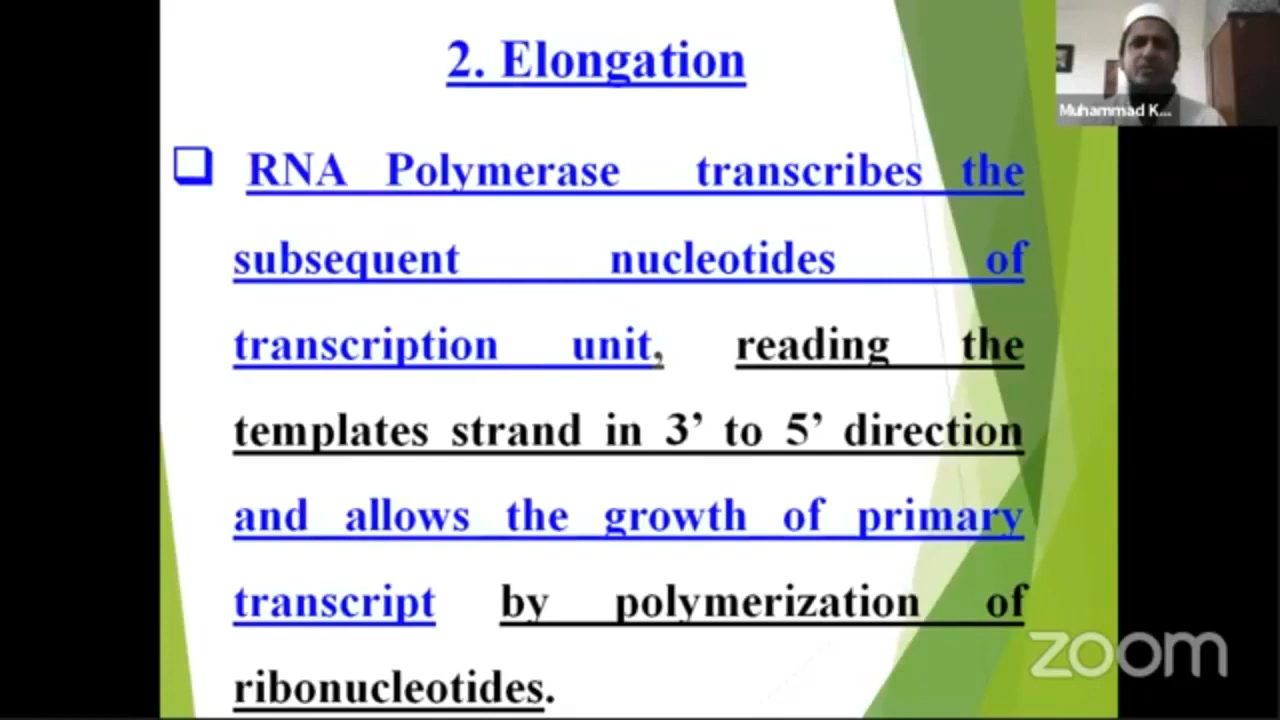 2. Elongation
RNA Polymerase transcribes the
subsequent nucleotides of
transcription unit, reading the
templates strand in 3’ to 5’ direction
and allows the growth of primary
transcript by polymerization of
ribonucleotides.
Muhammad K...
zoom